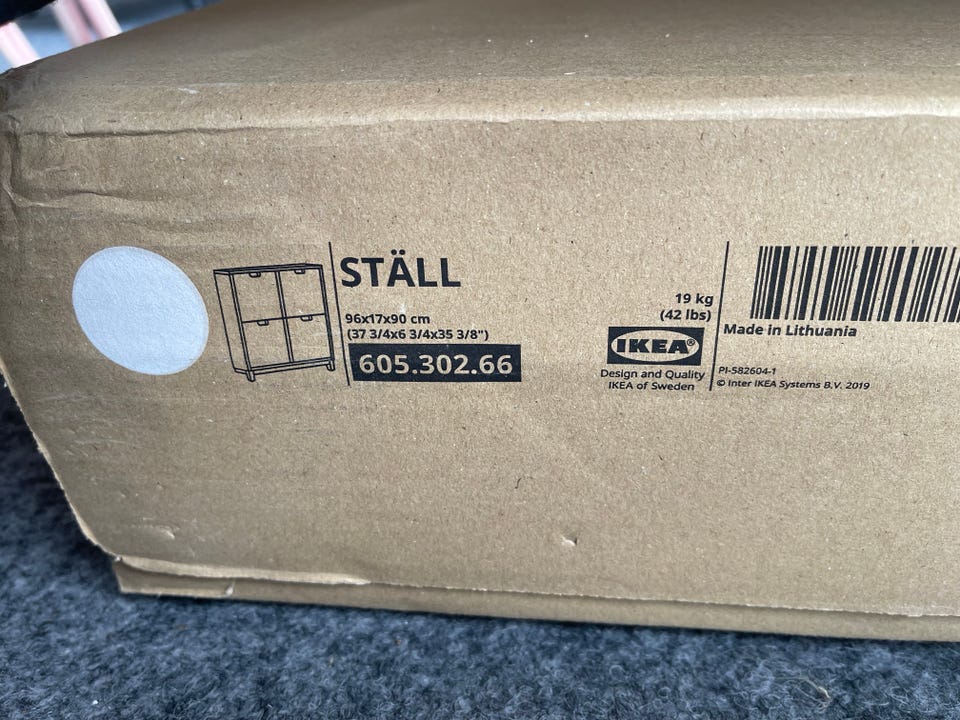 STÄLL
96x17x90 cm
(37 3/4x6 3/4x35 3/8")
605.302.66
19 kg
(42 lbs)
IKEA®
Design and Quality
IKEA of Sweden
Made in Lithuania
PI-582604-1
© Inter IKEA Systems B.V. 2019